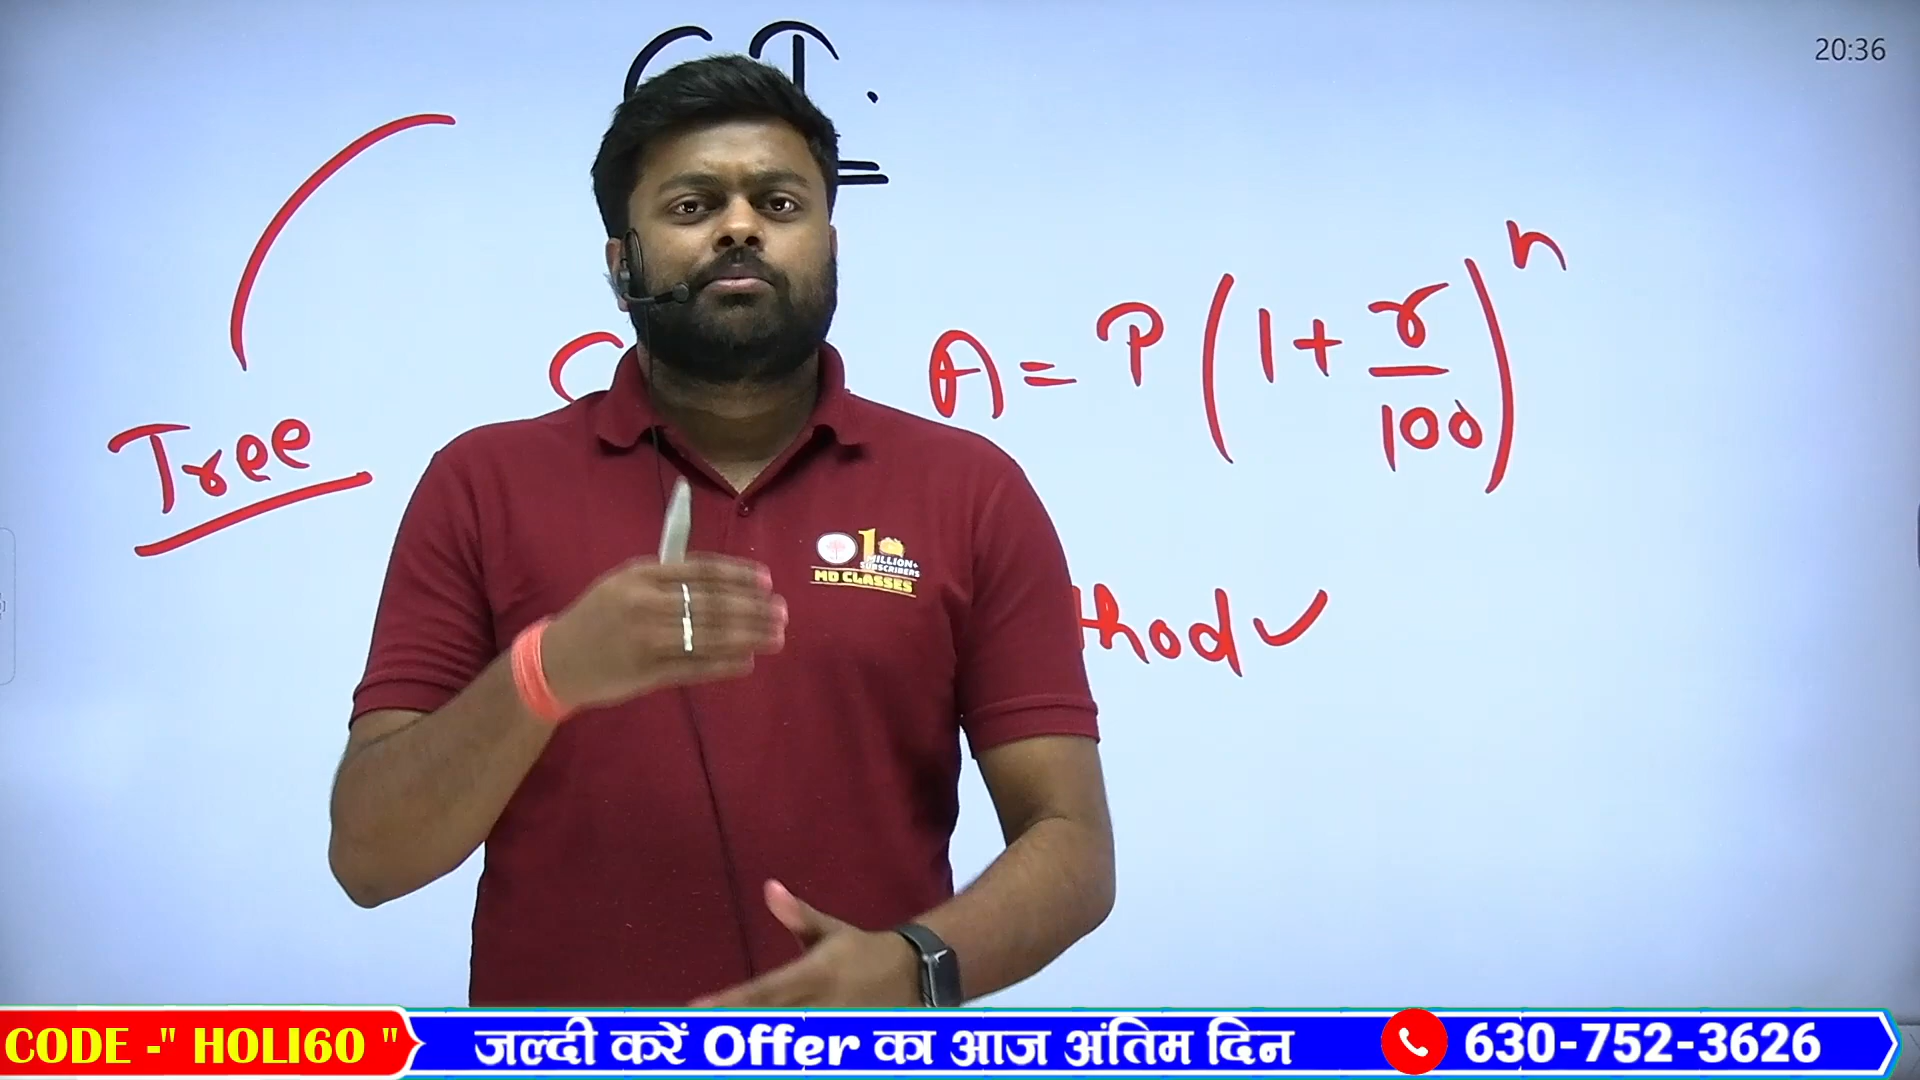 20:36
C.I.
A = P (1 + r/100)^n
Tree
1 MILLION+
SUBSCRIBERS
MD CLASSES
thod ✓
CODE -" HOLI60 "
जल्दी करें Offer का आज अंतिम दिन
630-752-3626